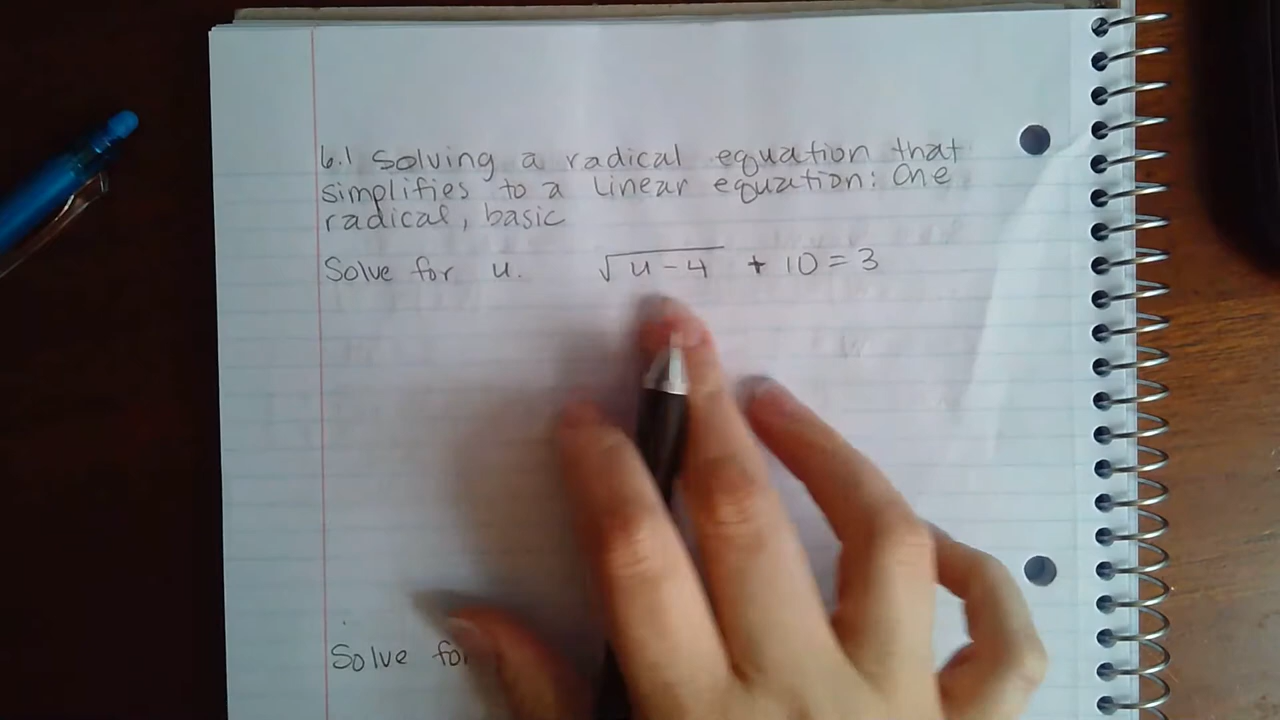 6.1 Solving a radical equation that
simplifies to a linear equation: One
radical, basic
Solve for u. √(u-4) + 10 = 3
Solve for